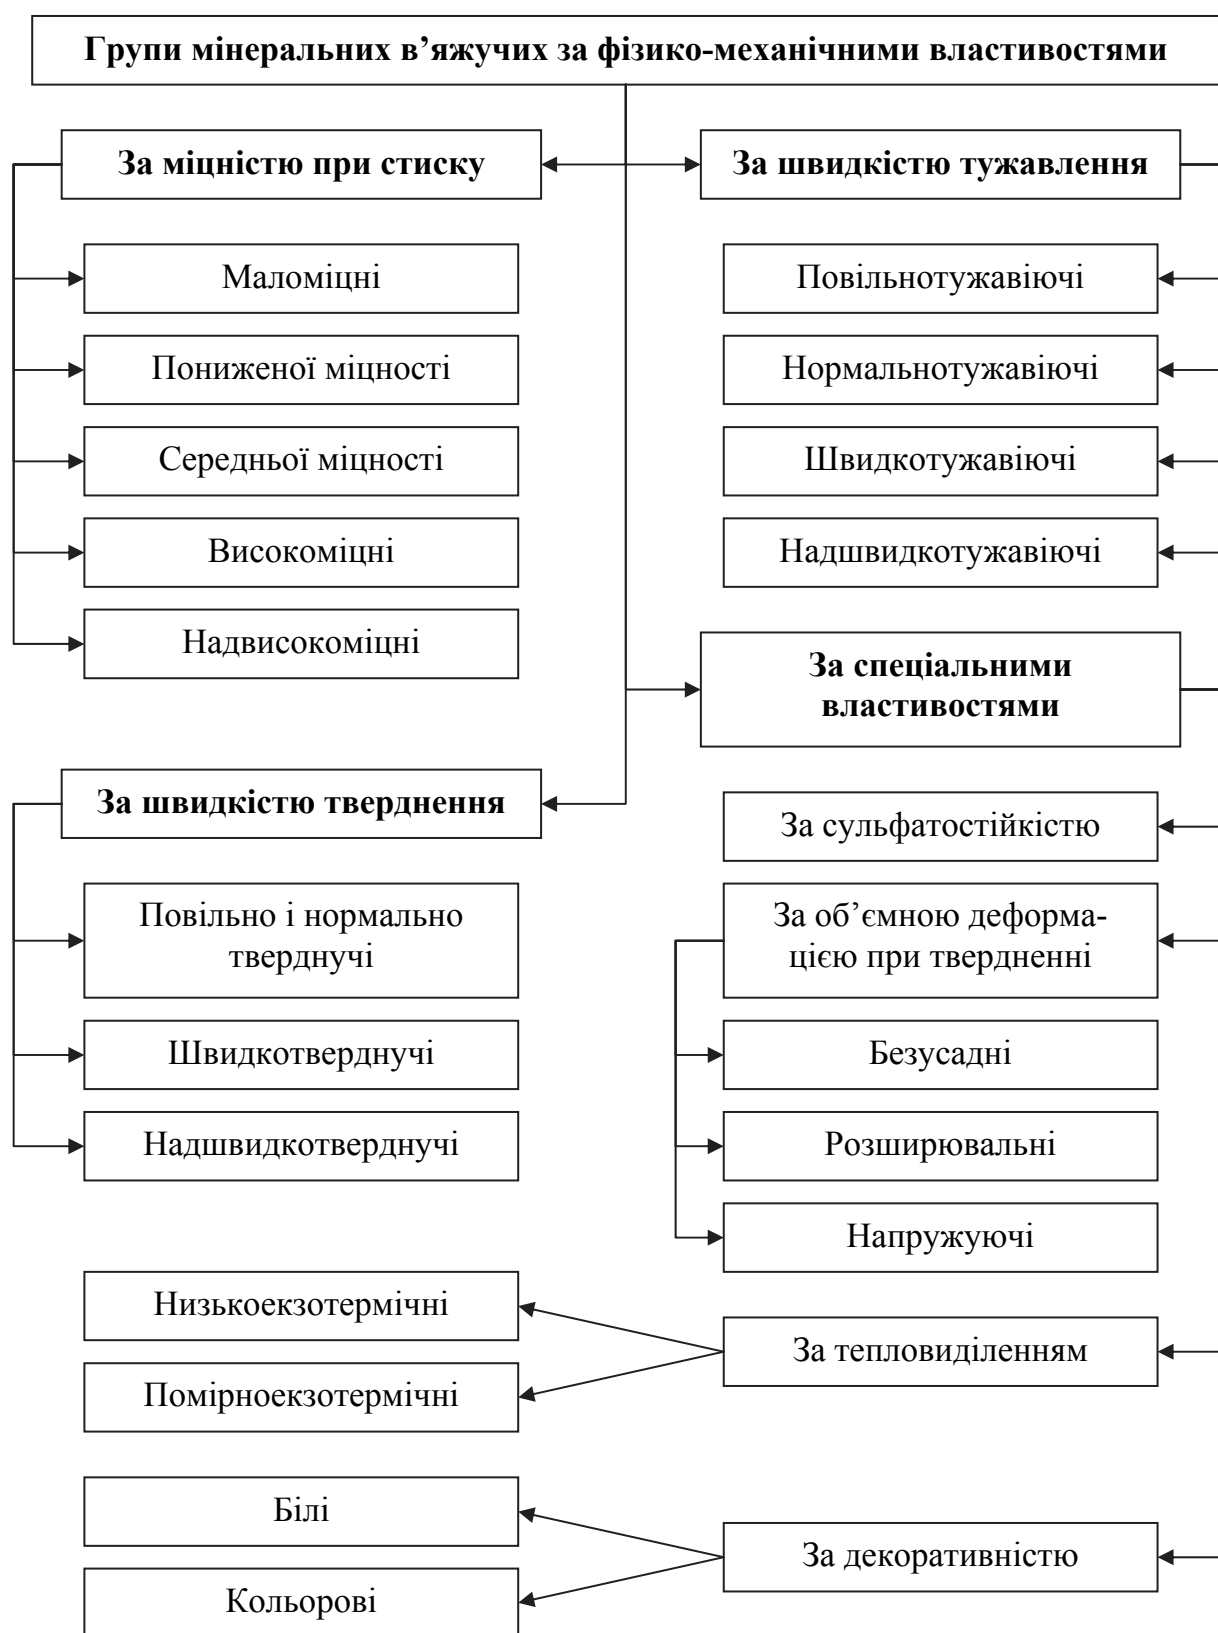 Групи мінеральних в’яжучих за фізико-механічними властивостями
За міцністю при стиску
Маломіцні
Пониженої міцності
Середньої міцності
Високоміцні
Надвисокоміцні
За швидкістю тужавлення
Повільнотужавіючі
Нормальнотужавіючі
Швидкотужавіючі
Надшвидкотужавіючі
За швидкістю тверднення
Повільно і нормально
тверднучі
Швидкотверднучі
Надшвидкотверднучі
За спеціальними
властивостями
За сульфатостійкістю
За об’ємною деформа-
цією при твердненні
Безусадні
Розширювальні
Напружуючі
За тепловиділенням
Низькоекзотермічні
Помірноекзотермічні
За декоративністю
Білі
Кольорові